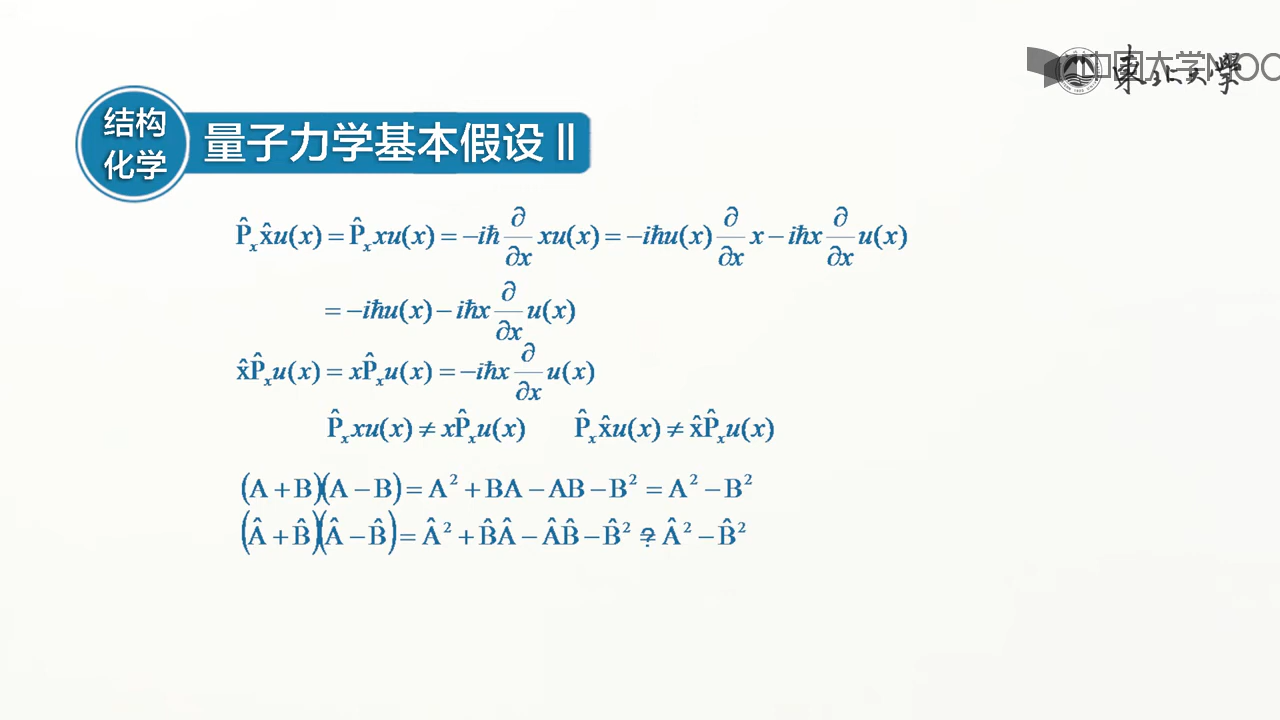 中国大学MOOC
東北大學
结构
化学
量子力学基本假设Ⅱ
P̂ₓx̂u(x) = P̂ₓxu(x) = −iħ ∂/∂x xu(x) = −iħu(x) ∂/∂x x − iħx ∂/∂x u(x)
= −iħu(x) − iħx ∂/∂x u(x)
x̂P̂ₓu(x) = xP̂ₓu(x) = −iħx ∂/∂x u(x)
P̂ₓxu(x) ≠ xP̂ₓu(x) P̂ₓx̂u(x) ≠ x̂P̂ₓu(x)
(A + B)(A − B) = A² + BA − AB − B² = A² − B²
(Â + B̂)(Â − B̂) = Â² + B̂Â − ÂB̂ − B̂² =? Â² − B̂²